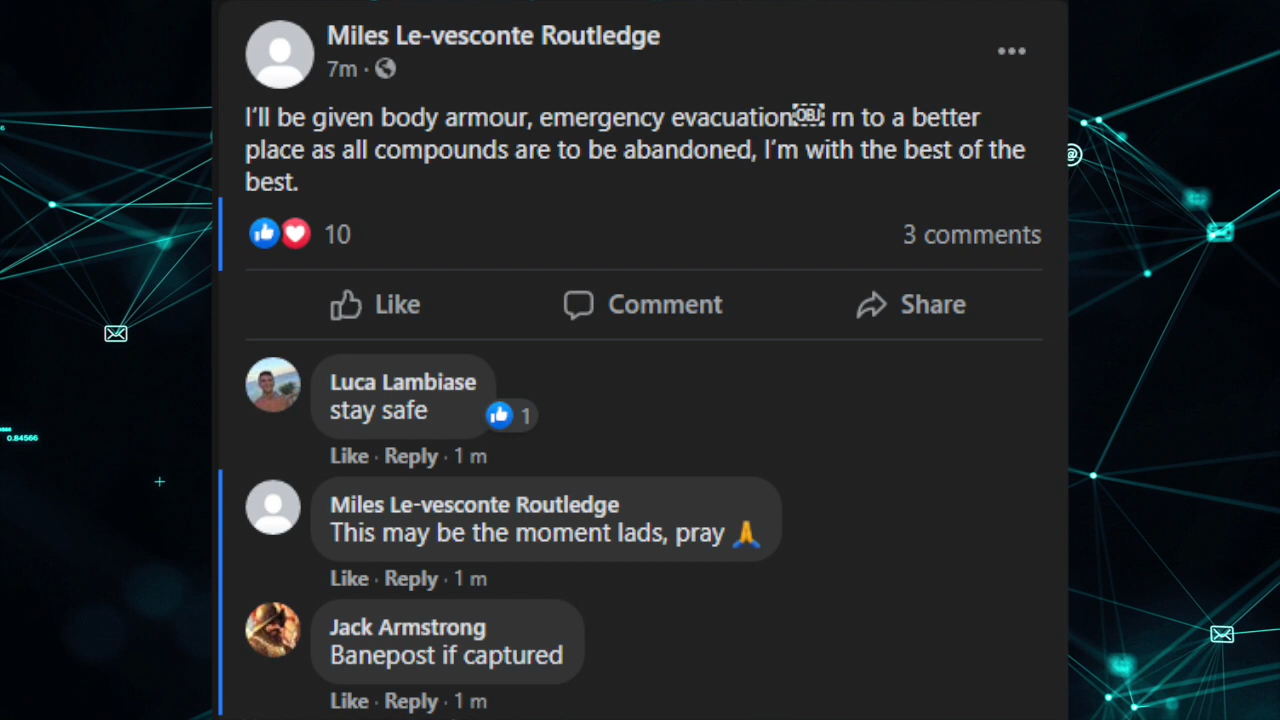 Miles Le-vesconte Routledge
7m ·
I'll be given body armour, emergency evacuation￼ rn to a better
place as all compounds are to be abandoned, I'm with the best of the
best.
10
3 comments
Like Comment Share
Luca Lambiase
stay safe
1
Like · Reply · 1 m
Miles Le-vesconte Routledge
This may be the moment lads, pray 🙏
Like · Reply · 1 m
Jack Armstrong
Banepost if captured
Like · Reply · 1 m
0.84566